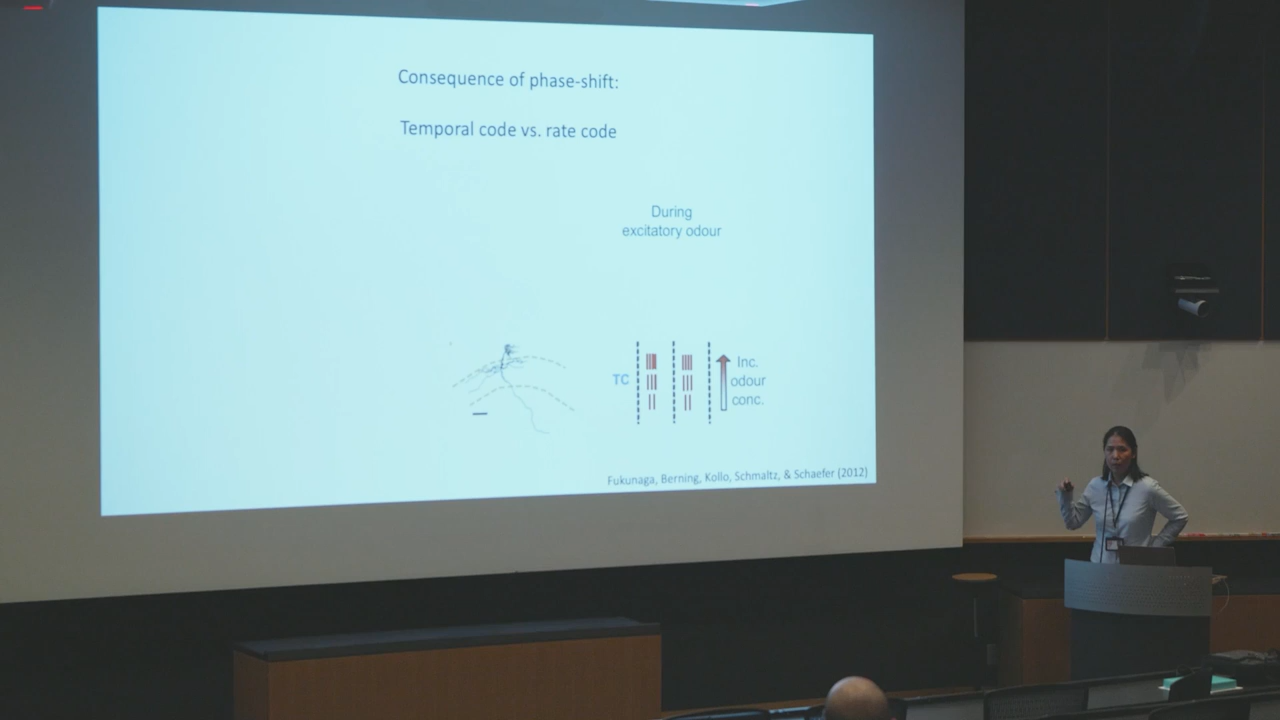 Consequence of phase-shift:
Temporal code vs. rate code
During
excitatory odour
TC
Inc.
odour
conc.
Fukunaga, Berning, Kollo, Schmaltz, & Schaefer (2012)